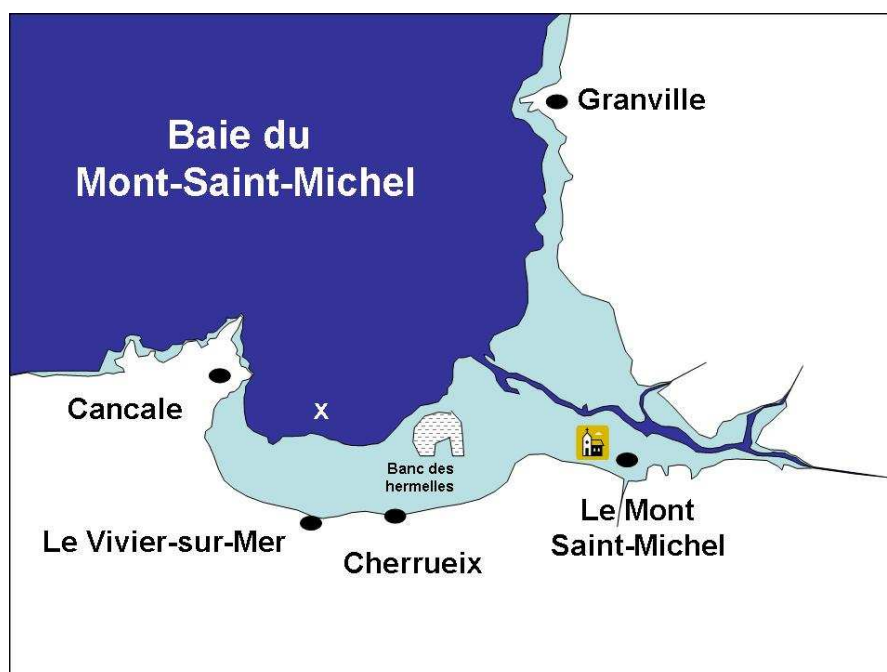 Granville
Baie du
Mont-Saint-Michel
Cancale
X
Banc des
hermelles
Le Vivier-sur-Mer
Cherrueix
Le Mont
Saint-Michel